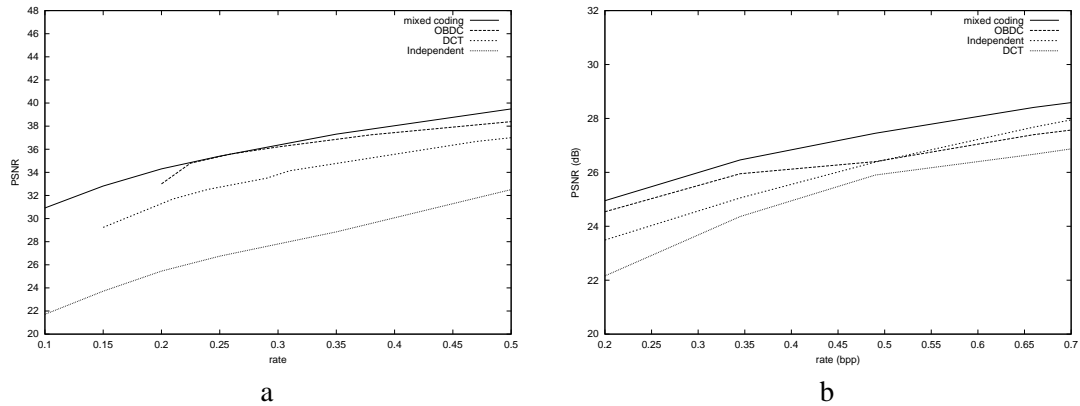 48
46
44
42
40
38
36
34
32
30
28
26
24
22
20
PSNR
0.1 0.15 0.2 0.25 0.3 0.35 0.4 0.45 0.5
rate
mixed coding
OBDC
DCT
Independent
a
32
30
28
26
24
22
20
PSNR (dB)
0.2 0.25 0.3 0.35 0.4 0.45 0.5 0.55 0.6 0.65 0.7
rate (bpp)
mixed coding
OBDC
Independent
DCT
b